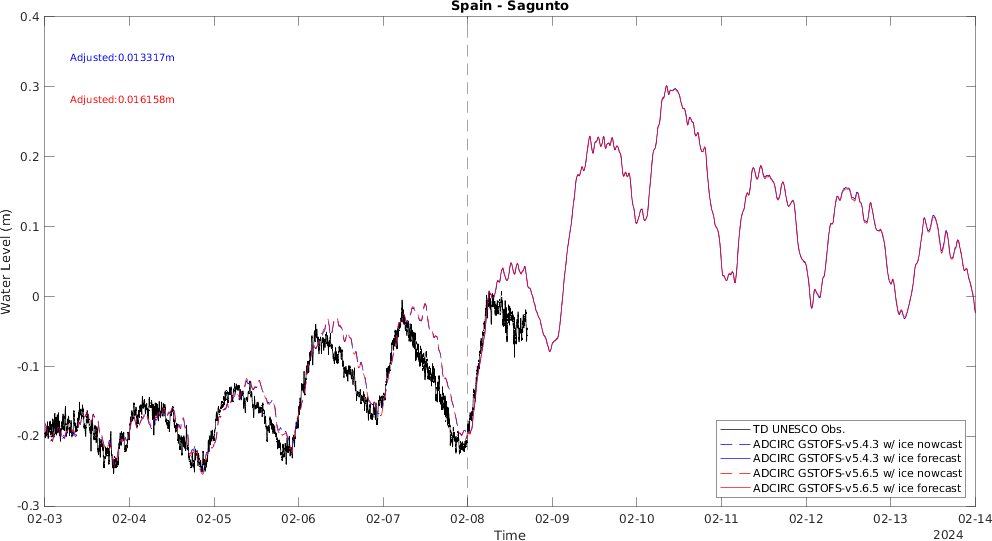 Spain - Sagunto
0.4
0.3
0.2
0.1
0
-0.1
-0.2
-0.3
Water Level (m)
Adjusted:0.013317m
Adjusted:0.016158m
TD UNESCO Obs.
ADCIRC GSTOFS-v5.4.3 w/ ice nowcast
ADCIRC GSTOFS-v5.4.3 w/ ice forecast
ADCIRC GSTOFS-v5.6.5 w/ ice nowcast
ADCIRC GSTOFS-v5.6.5 w/ ice forecast
02-03 02-04 02-05 02-06 02-07 02-08 02-09 02-10 02-11 02-12 02-13 02-14
Time
2024